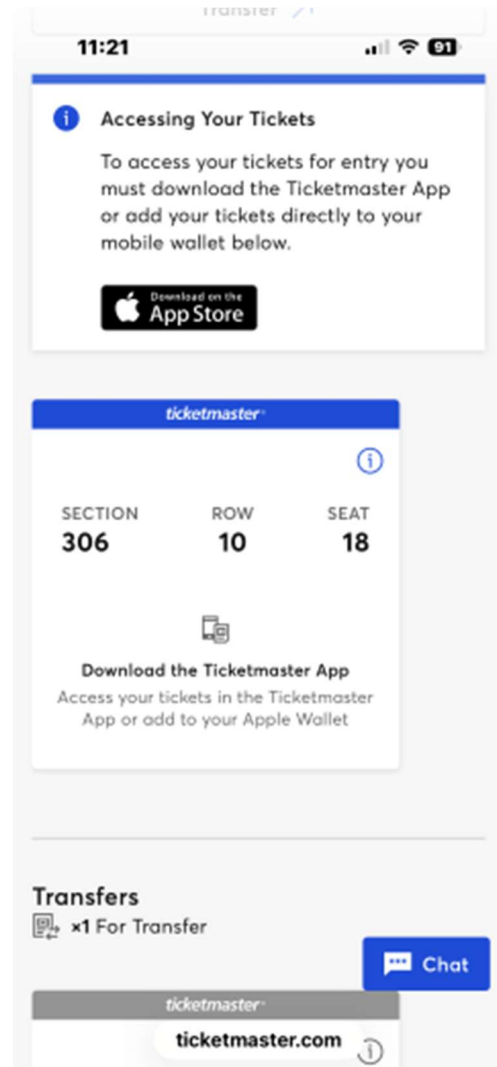 Transfer
11:21
91
Accessing Your Tickets
To access your tickets for entry you
must download the Ticketmaster App
or add your tickets directly to your
mobile wallet below.
Download on the
App Store
ticketmaster
SECTION ROW SEAT
306 10 18
Download the Ticketmaster App
Access your tickets in the Ticketmaster
App or add to your Apple Wallet
Transfers
x1 For Transfer
Chat
ticketmaster
ticketmaster.com